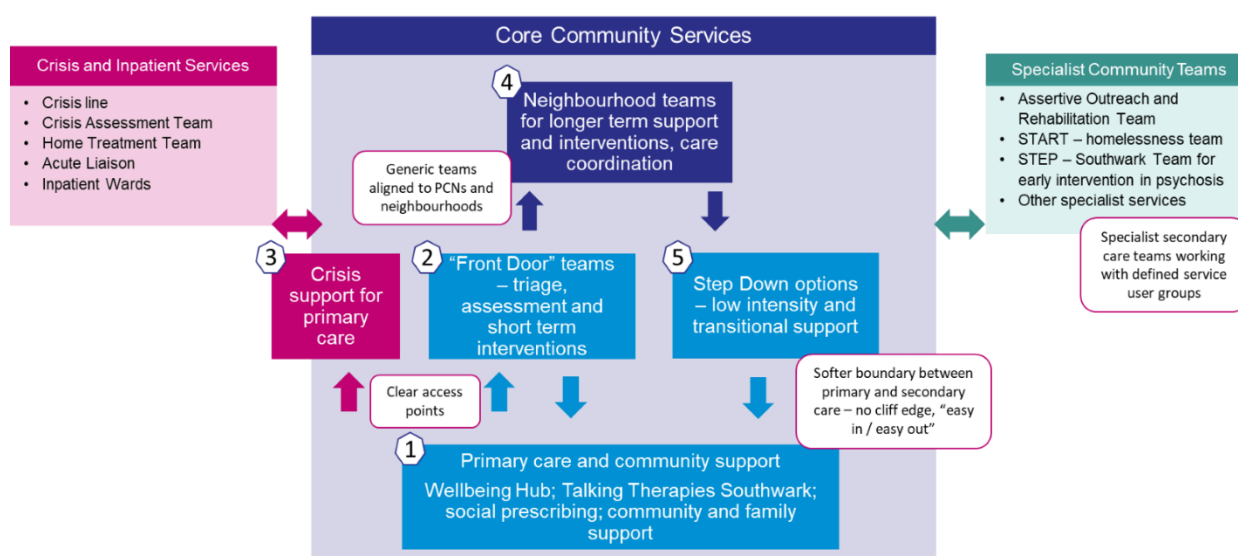 Core Community Services
Crisis and Inpatient Services
• Crisis line
• Crisis Assessment Team
• Home Treatment Team
• Acute Liaison
• Inpatient Wards
4
Neighbourhood teams
for longer term support
and interventions, care
coordination
Specialist Community Teams
• Assertive Outreach and
Rehabilitation Team
• START – homelessness team
• STEP – Southwark Team for
early intervention in psychosis
• Other specialist services
Generic teams
aligned to PCNs and
neighbourhoods
Specialist secondary
care teams working
with defined service
user groups
3
Crisis
support for
primary
care
2
"Front Door" teams
– triage,
assessment and
short term
interventions
5
Step Down options
– low intensity and
transitional support
Clear access
points
Softer boundary between
primary and secondary
care – no cliff edge, "easy
in / easy out"
1
Primary care and community support
Wellbeing Hub; Talking Therapies Southwark;
social prescribing; community and family
support